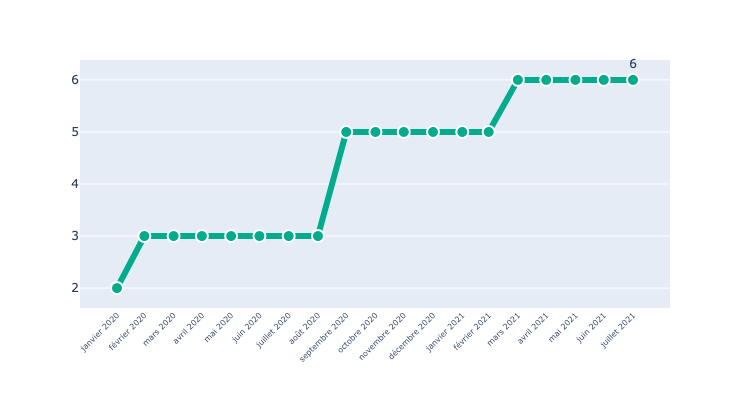 6
6
5
4
3
2
janvier 2020
février 2020
mars 2020
avril 2020
mai 2020
juin 2020
juillet 2020
août 2020
septembre 2020
octobre 2020
novembre 2020
décembre 2020
janvier 2021
février 2021
mars 2021
avril 2021
mai 2021
juin 2021
juillet 2021